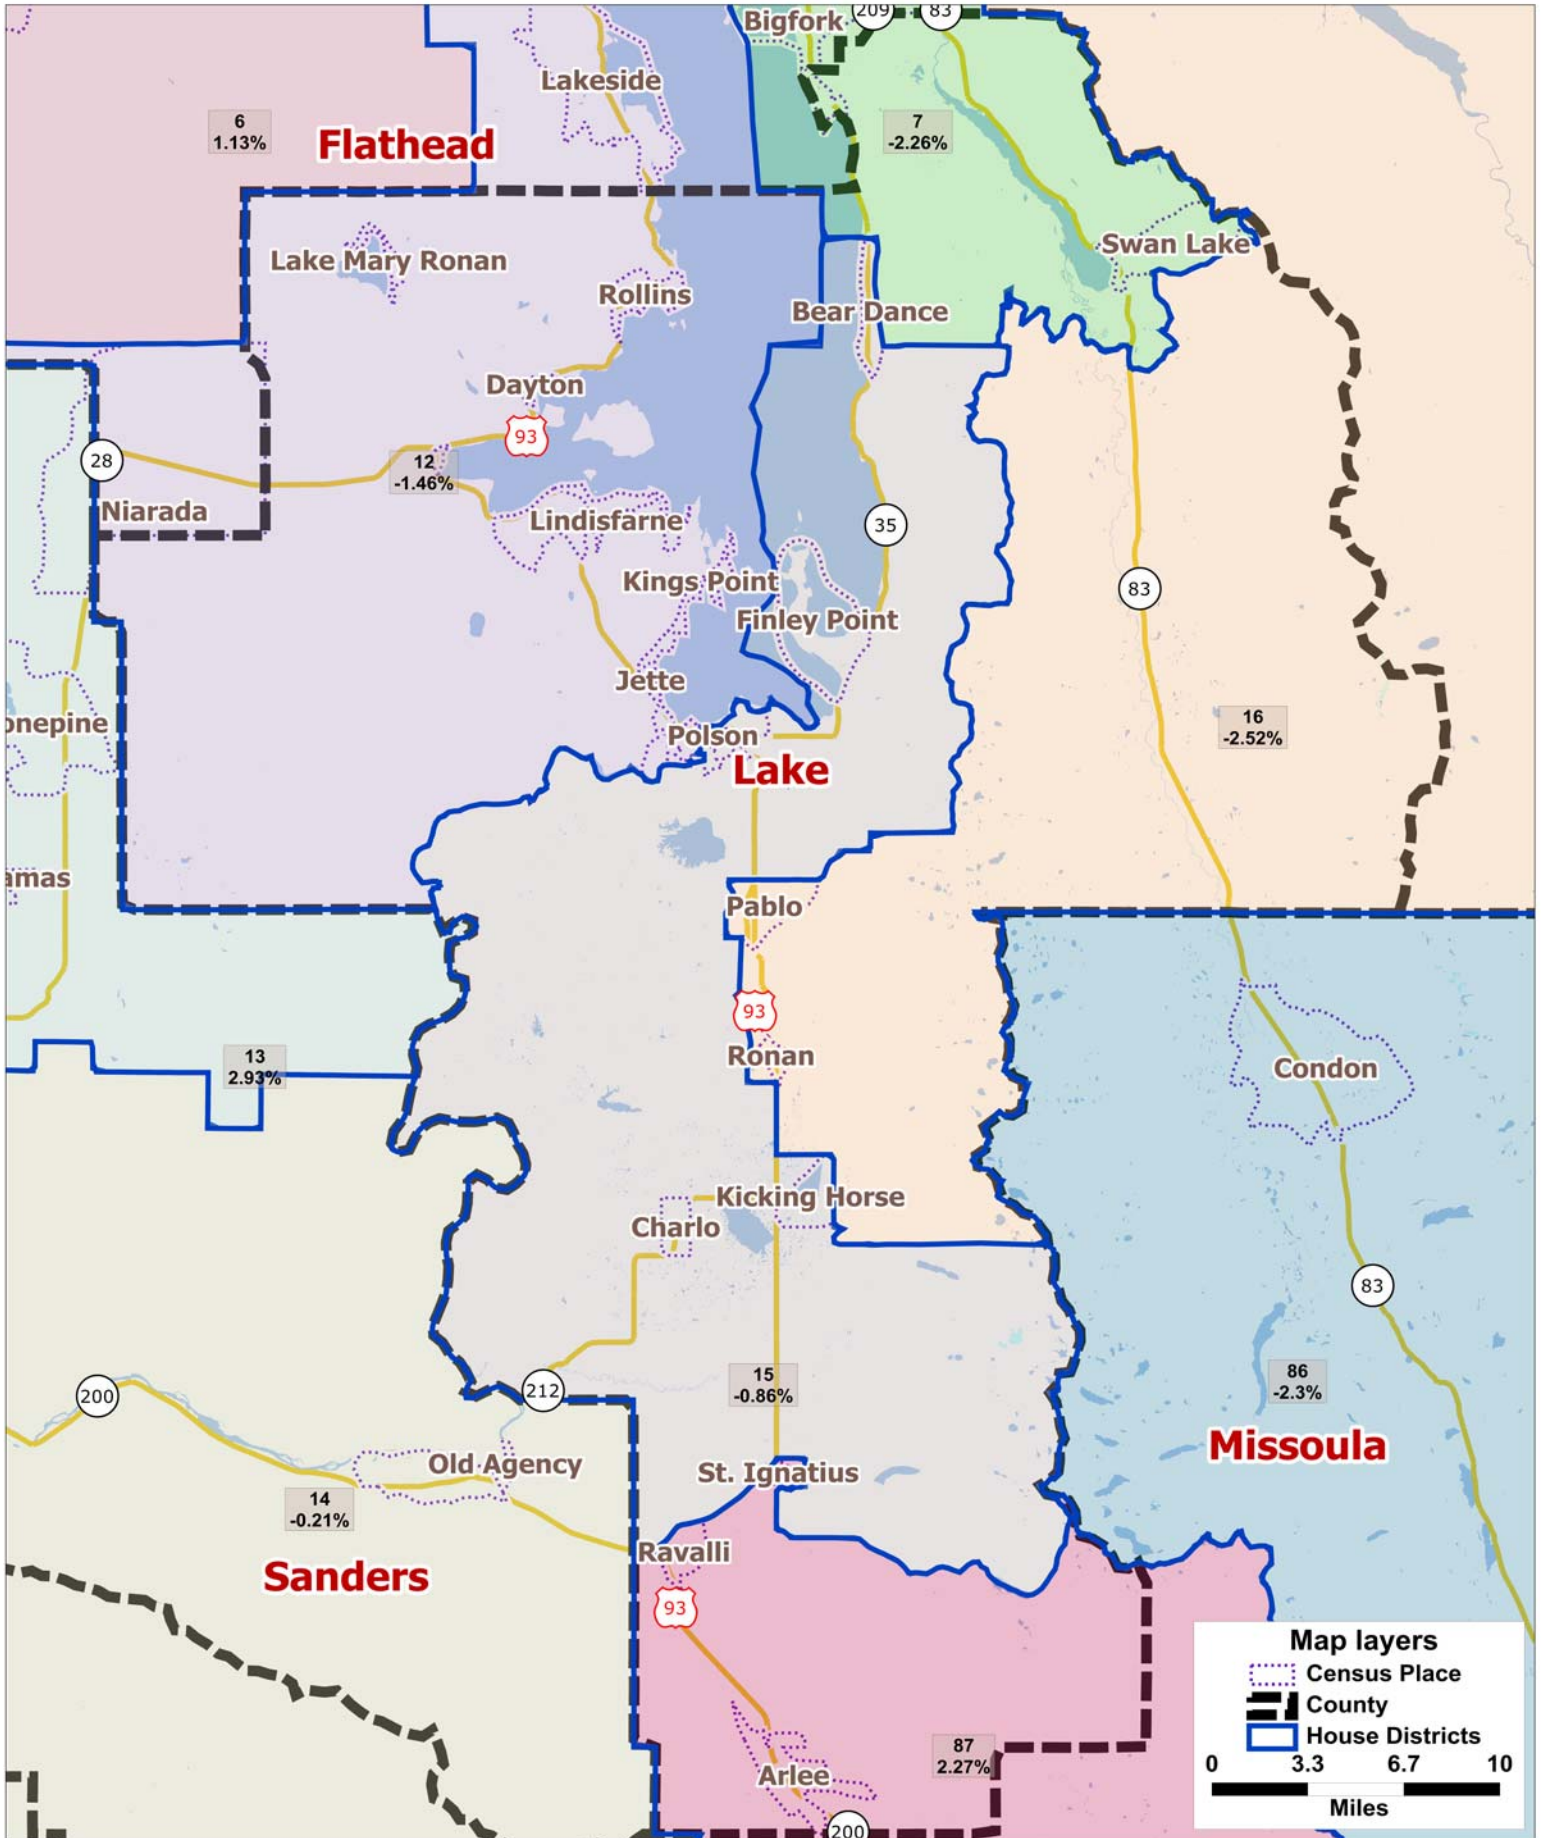 Bigfork
209
83
Lakeside
6
1.13%
Flathead
7
-2.26%
Swan Lake
Lake Mary Ronan
Rollins
Bear Dance
Dayton
93
28
12
-1.46%
Niarada
Lindisfarne
35
Kings Point
83
Finley Point
Jette
onepine
Polson
16
-2.52%
Lake
amas
Pablo
93
Ronan
13
2.93%
Condon
Kicking Horse
Charlo
83
15
-0.86%
86
-2.3%
212
200
Missoula
Old Agency
St. Ignatius
14
-0.21%
Ravalli
Sanders
93
87
2.27%
Arlee
200
Map layers
Census Place
County
House Districts
0 3.3 6.7 10
Miles